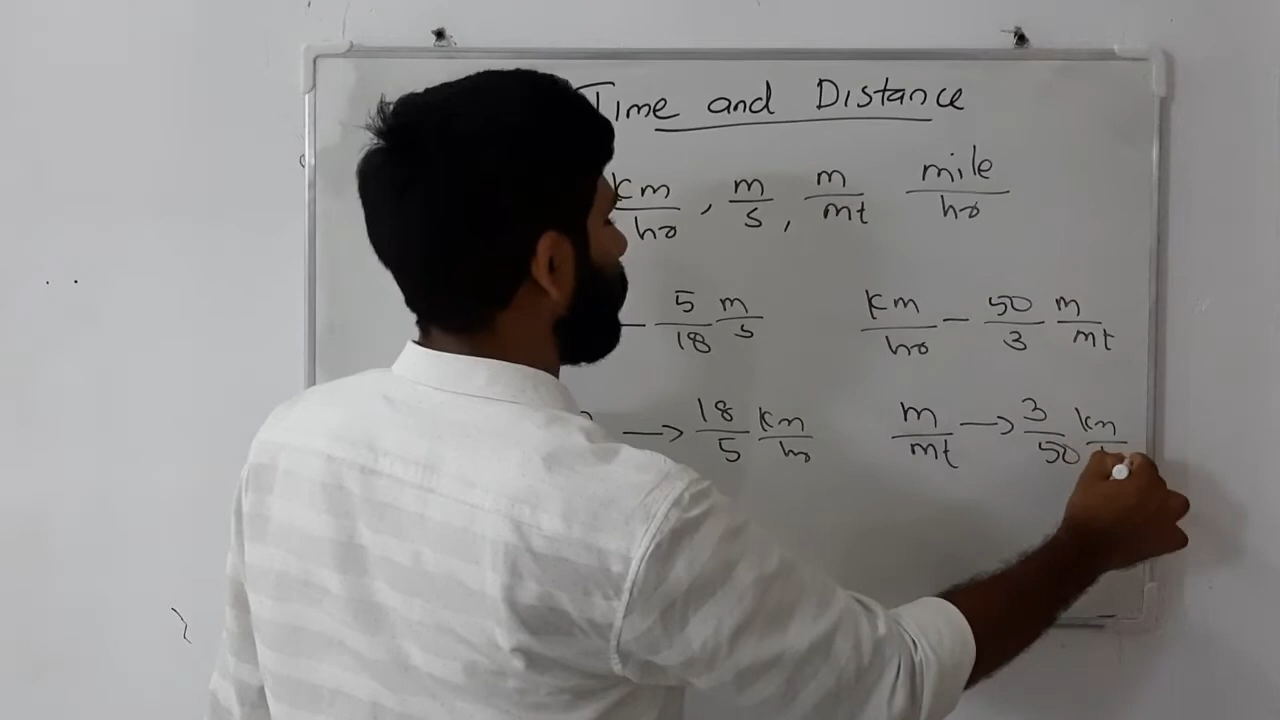 Time and Distance
km/hr, m/s, m/mt mile/hr
— 5/18 m/s km/hr — 50/3 m/mt
→ 18/5 km/hr m/mt → 3/50 km